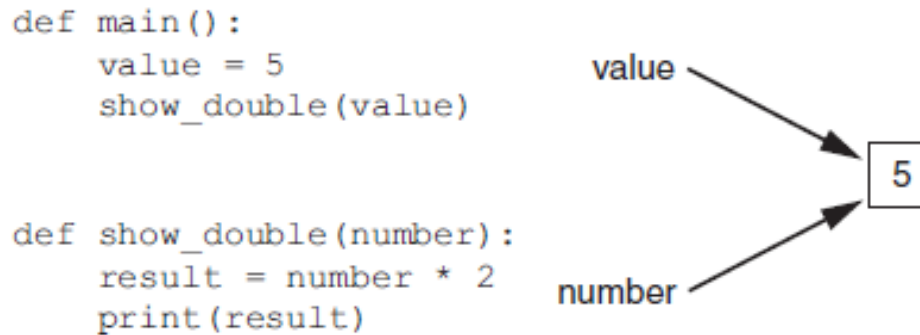 def main():
    value = 5
    show_double(value)
def show_double(number):
    result = number * 2
    print(result)
value
5
number